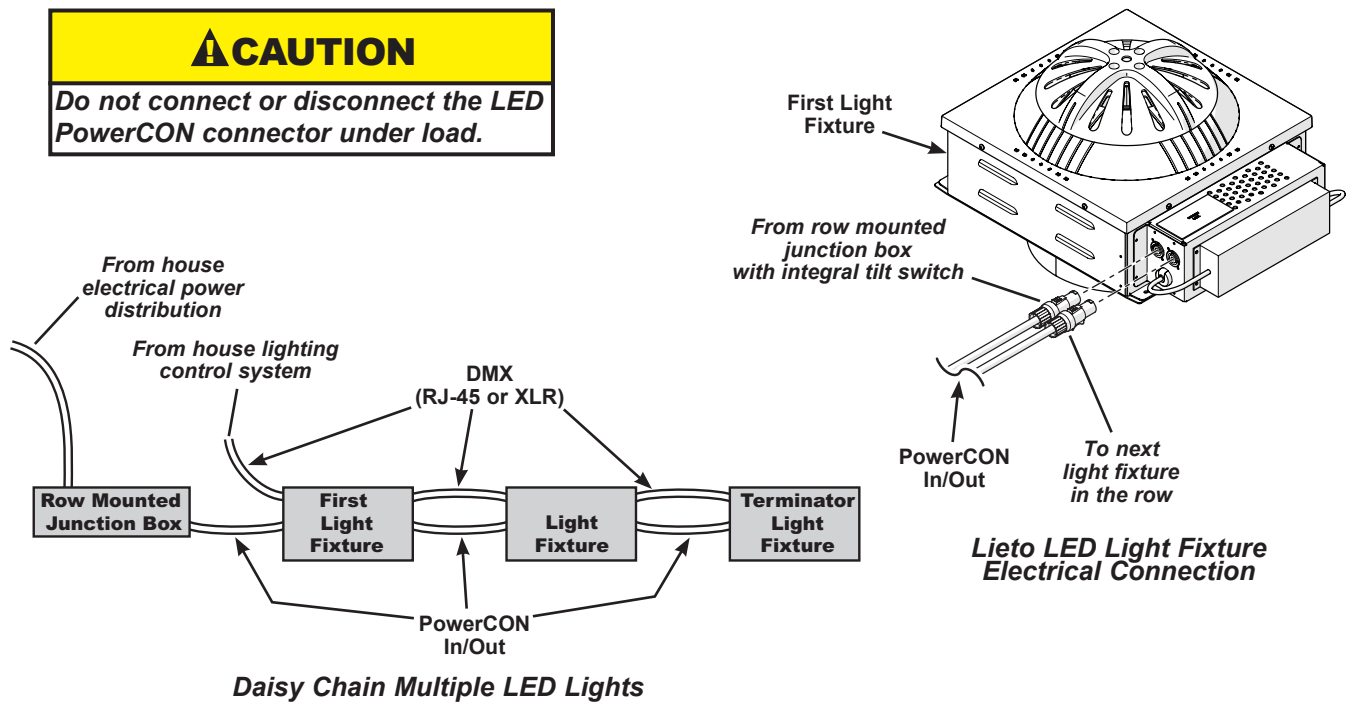 CAUTION
Do not connect or disconnect the LED
PowerCON connector under load.
First Light
Fixture
From row mounted
junction box
with integral tilt switch
PowerCON
In/Out
To next
light fixture
in the row
Lieto LED Light Fixture
Electrical Connection
From house
electrical power
distribution
From house lighting
control system
DMX
(RJ-45 or XLR)
Row Mounted
Junction Box
First
Light
Fixture
Light
Fixture
Terminator
Light
Fixture
PowerCON
In/Out
Daisy Chain Multiple LED Lights